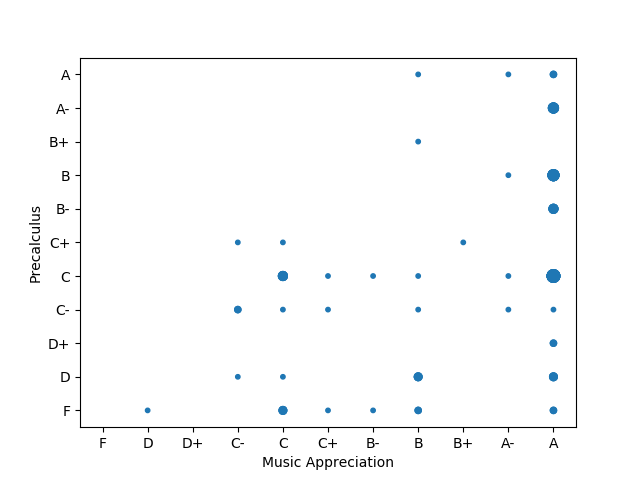 A
A-
B+
B
B-
C+
C
C-
D+
D
F
Precalculus
F D D+ C- C C+ B- B B+ A- A
Music Appreciation